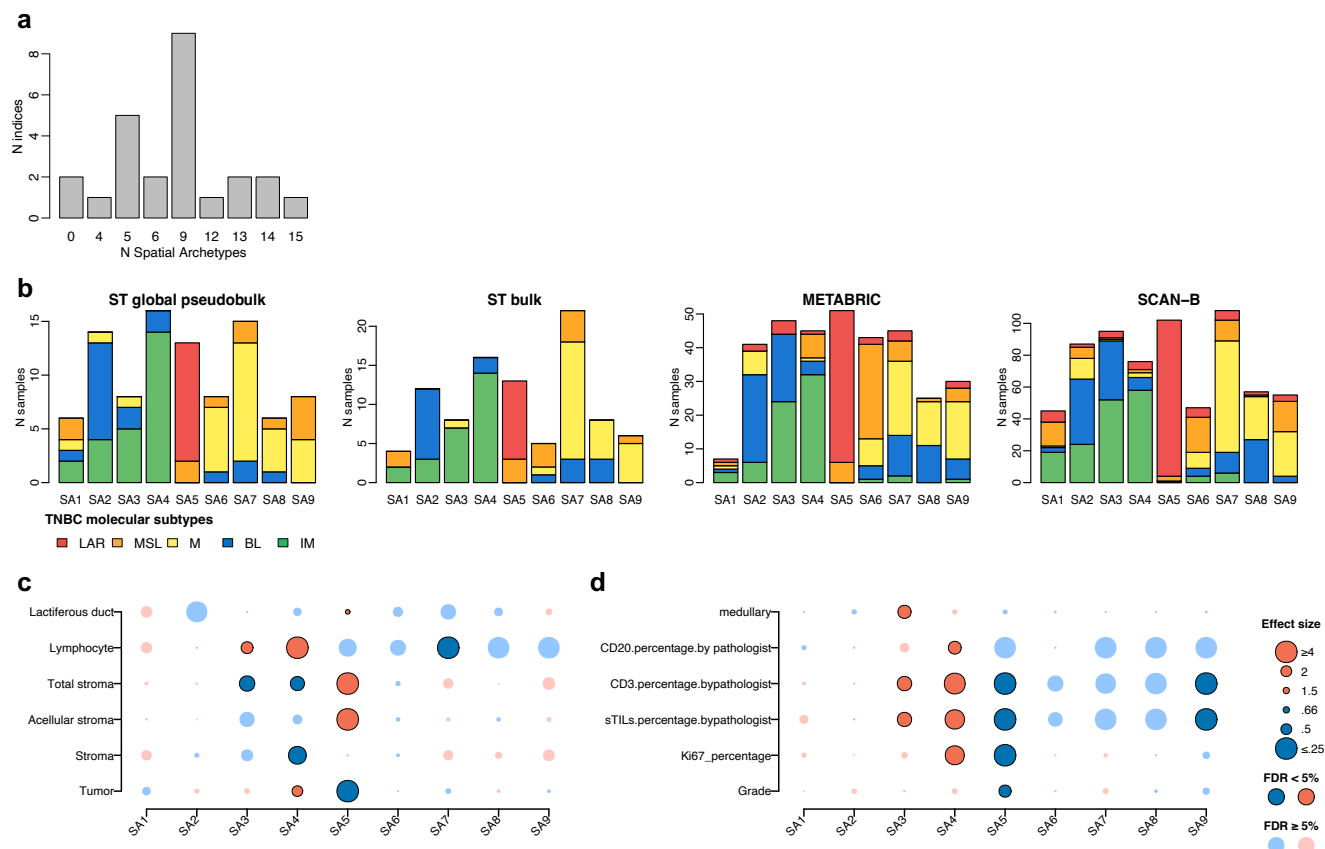 a
N indices
0 2 4 6 8
0 4 5 6 9 12 13 14 15
N Spatial Archetypes
b
ST global pseudobulk
N samples
0 5 10 15
SA1 SA2 SA3 SA4 SA5 SA6 SA7 SA8 SA9
ST bulk
N samples
0 5 10 15 20
SA1 SA2 SA3 SA4 SA5 SA6 SA7 SA8 SA9
METABRIC
N samples
0 10 20 30 40 50
SA1 SA2 SA3 SA4 SA5 SA6 SA7 SA8 SA9
SCAN−B
N samples
0 20 40 60 80 100
SA1 SA2 SA3 SA4 SA5 SA6 SA7 SA8 SA9
TNBC molecular subtypes
LAR MSL M BL IM
c
Lactiferous duct
Lymphocyte
Total stroma
Acellular stroma
Stroma
Tumor
SA1 SA2 SA3 SA4 SA5 SA6 SA7 SA8 SA9
d
medullary
CD20.percentage.by pathologist
CD3.percentage.bypathologist
sTILs.percentage.bypathologist
Ki67_percentage
Grade
SA1 SA2 SA3 SA4 SA5 SA6 SA7 SA8 SA9
Effect size
≥4
2
1.5
.66
.5
≤.25
FDR < 5%
FDR ≥ 5%